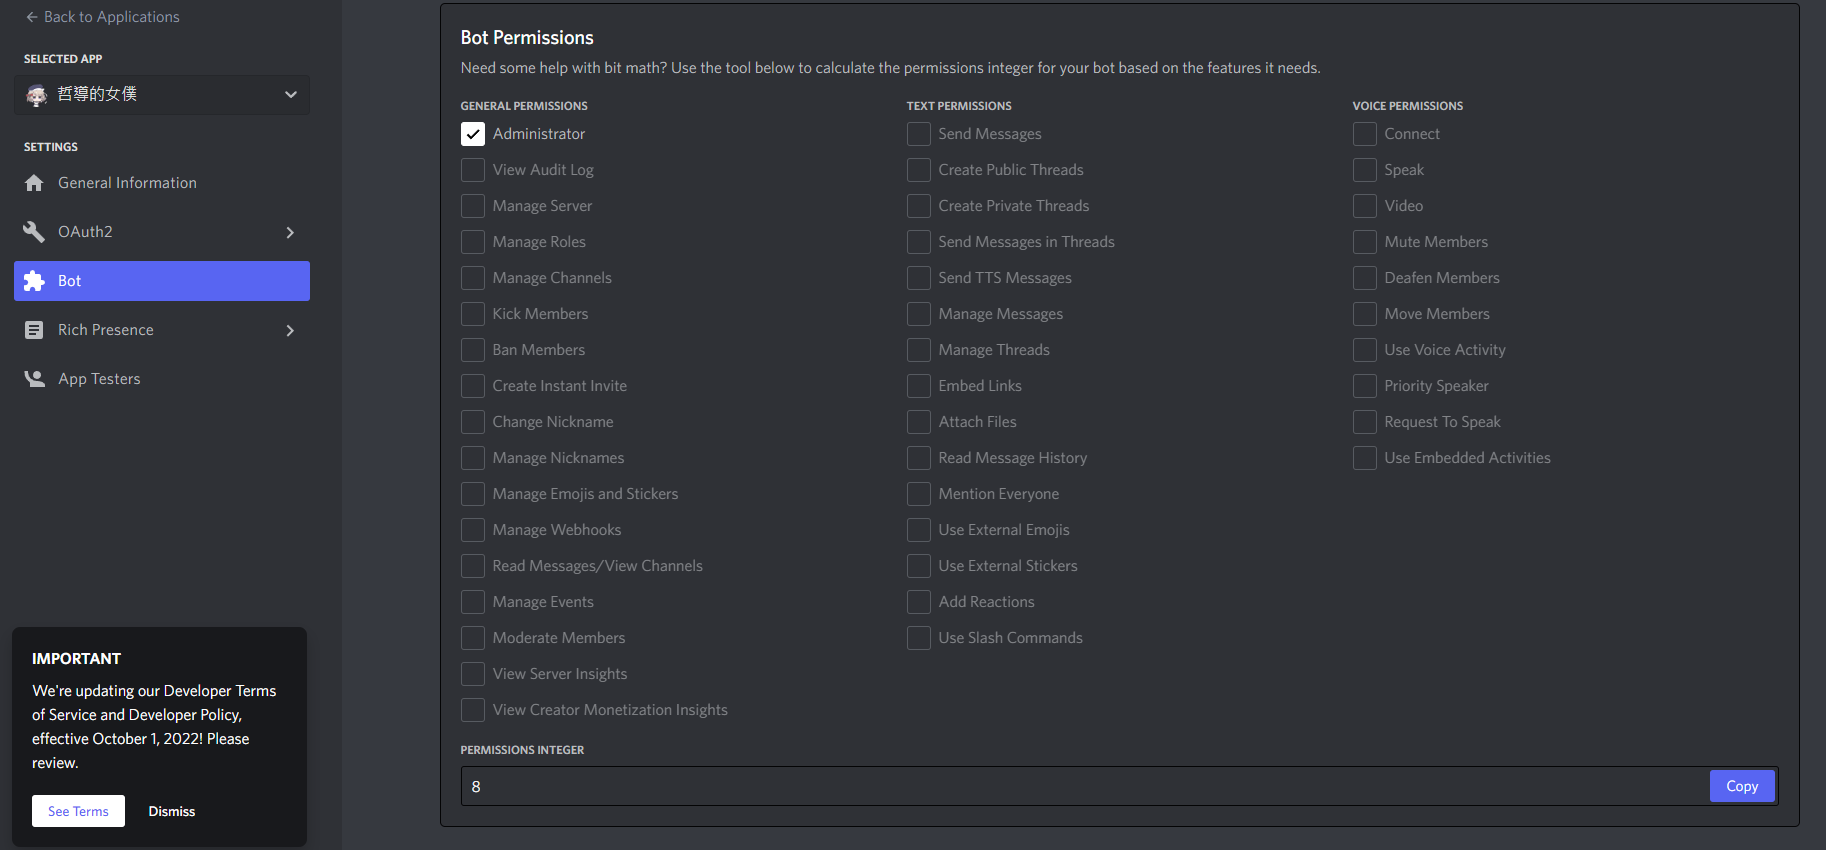 Back to Applications
SELECTED APP
哲導的女僕
SETTINGS
General Information
OAuth2
Bot
Rich Presence
App Testers
IMPORTANT
We're updating our Developer Terms
of Service and Developer Policy,
effective October 1, 2022! Please
review.
See Terms
Dismiss
Bot Permissions
Need some help with bit math? Use the tool below to calculate the permissions integer for your bot based on the features it needs.
GENERAL PERMISSIONS
Administrator
View Audit Log
Manage Server
Manage Roles
Manage Channels
Kick Members
Ban Members
Create Instant Invite
Change Nickname
Manage Nicknames
Manage Emojis and Stickers
Manage Webhooks
Read Messages/View Channels
Manage Events
Moderate Members
View Server Insights
View Creator Monetization Insights
TEXT PERMISSIONS
Send Messages
Create Public Threads
Create Private Threads
Send Messages in Threads
Send TTS Messages
Manage Messages
Manage Threads
Embed Links
Attach Files
Read Message History
Mention Everyone
Use External Emojis
Use External Stickers
Add Reactions
Use Slash Commands
VOICE PERMISSIONS
Connect
Speak
Video
Mute Members
Deafen Members
Move Members
Use Voice Activity
Priority Speaker
Request To Speak
Use Embedded Activities
PERMISSIONS INTEGER
8
Copy